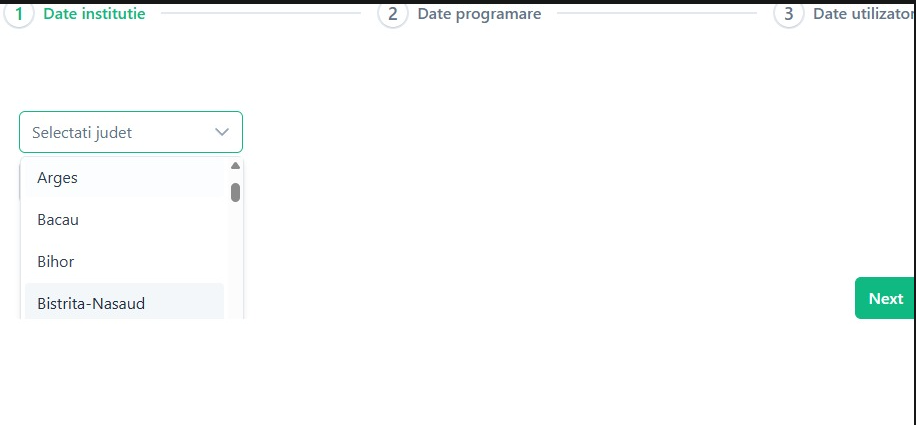 1 Date institutie 2 Date programare 3 Date utilizator
Selectati judet
Arges
Bacau
Bihor
Bistrita-Nasaud
Next